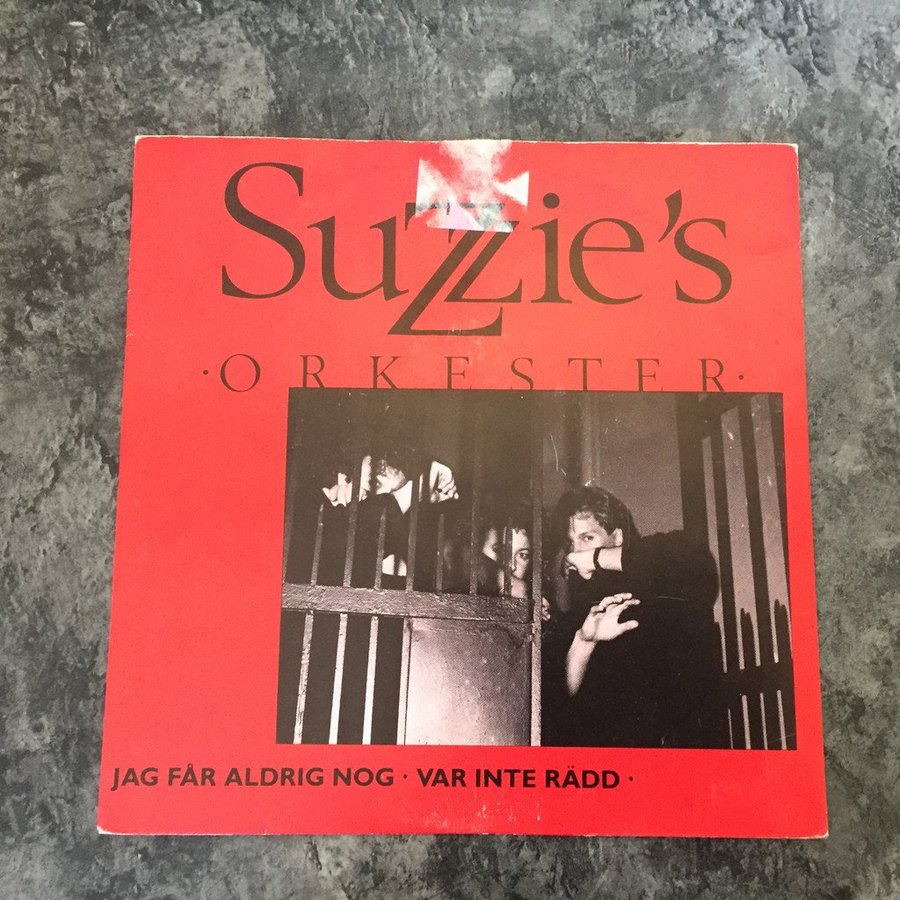 Suzzie's
·ORKESTER·
JAG FÅR ALDRIG NOG · VAR INTE RÄDD ·